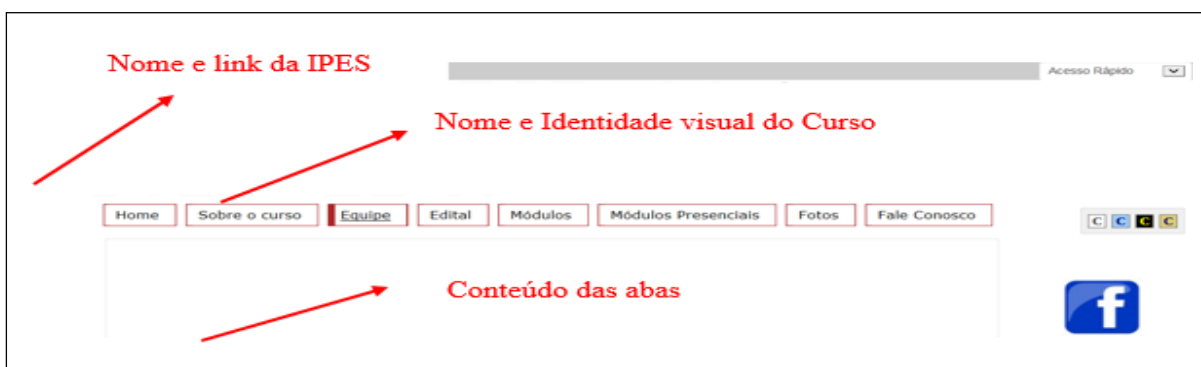 Nome e link da IPES
Acesso Rápido
Nome e Identidade visual do Curso
Home Sobre o curso Equipe Edital Módulos Módulos Presenciais Fotos Fale Conosco
C C C C
Conteúdo das abas
f